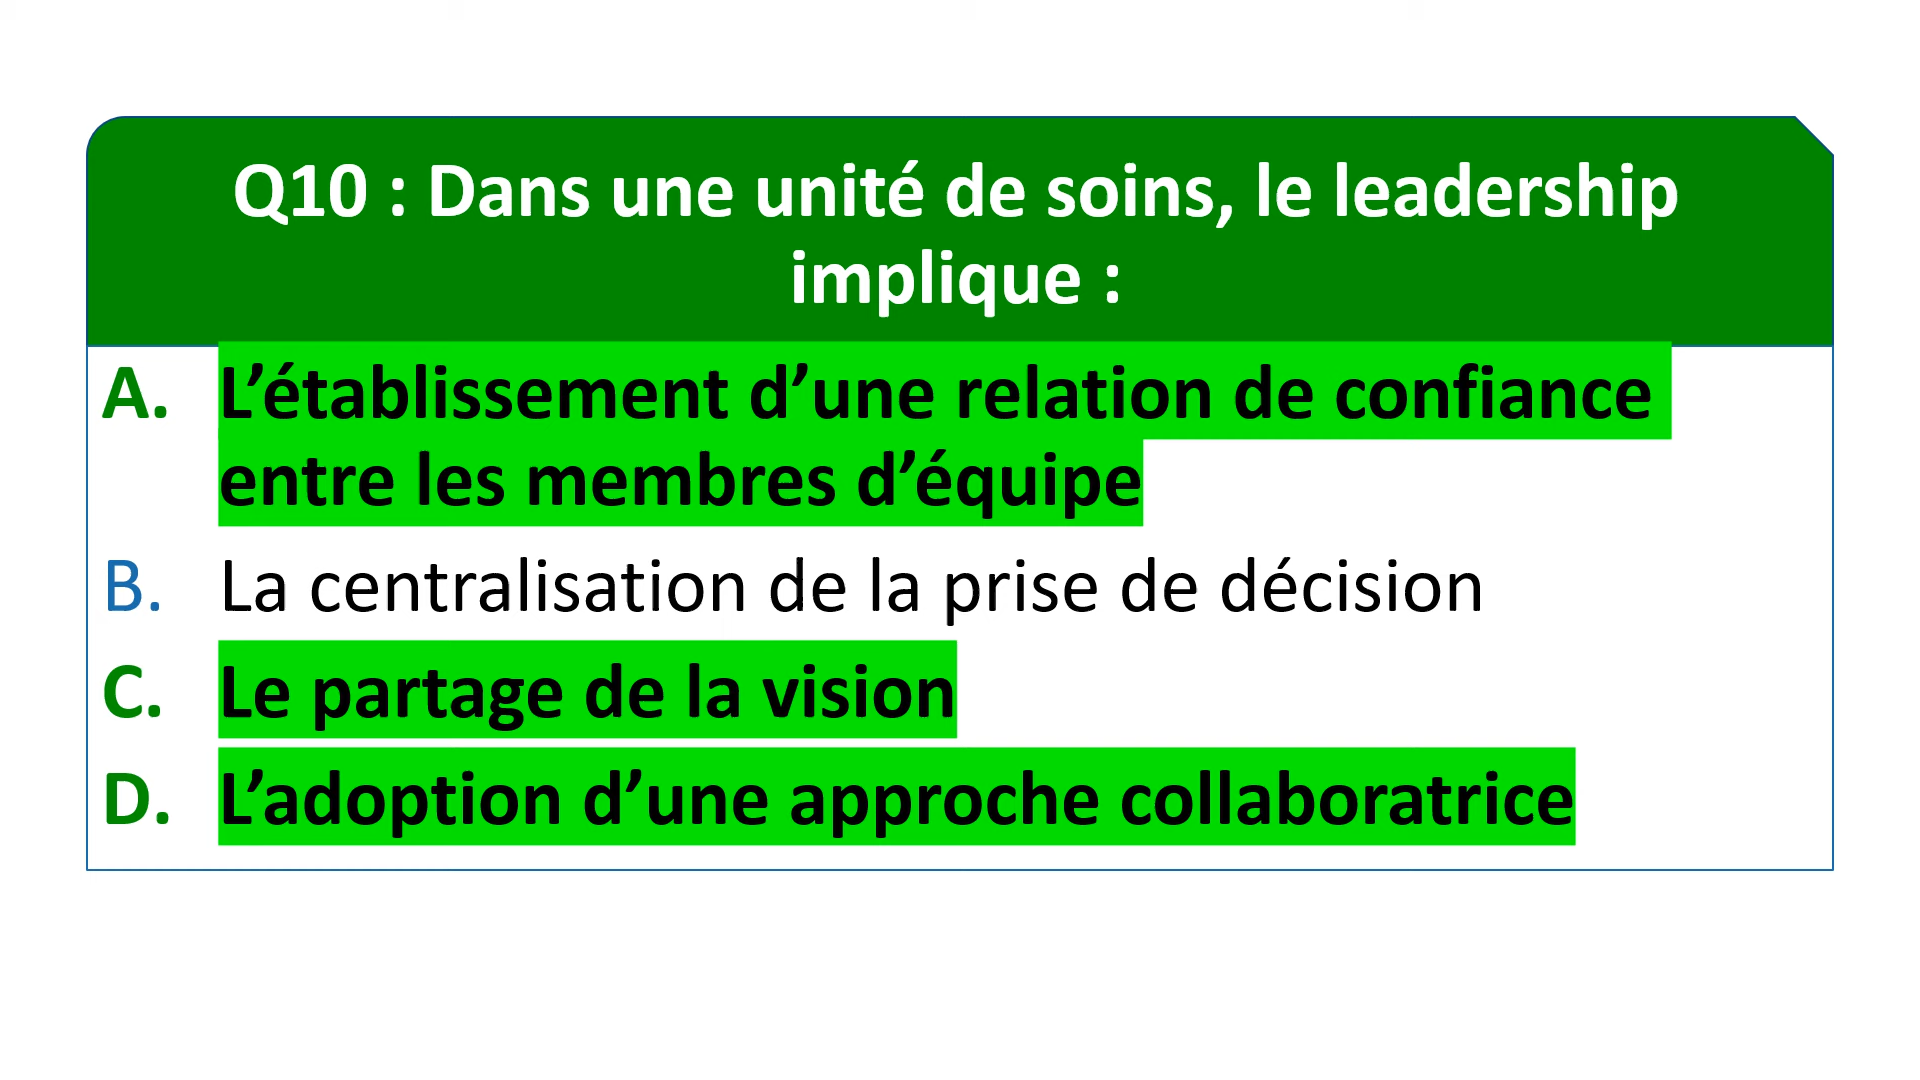 Q10 : Dans une unité de soins, le leadership
implique :
A. L’établissement d’une relation de confiance
entre les membres d’équipe
B. La centralisation de la prise de décision
C. Le partage de la vision
D. L’adoption d’une approche collaboratrice